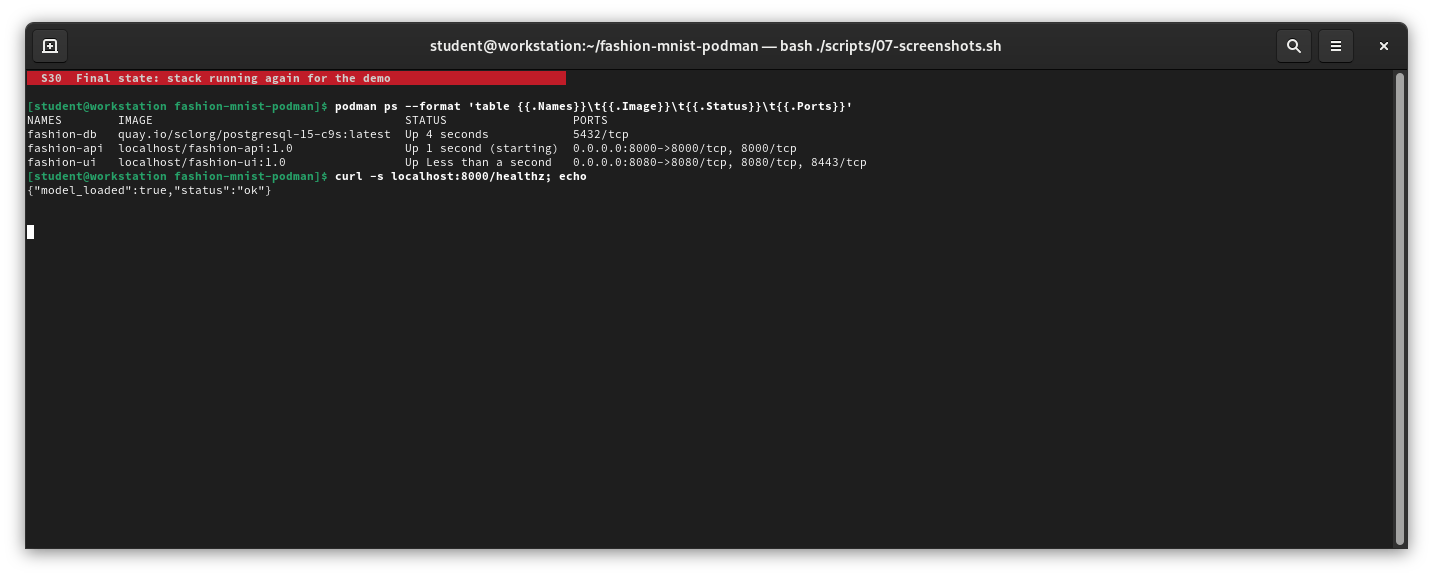 student@workstation:~/fashion-mnist-podman — bash ./scripts/07-screenshots.sh
S30  Final state: stack running again for the demo
[student@workstation fashion-mnist-podman]$ podman ps --format 'table {{.Names}}\t{{.Image}}\t{{.Status}}\t{{.Ports}}'
NAMES        IMAGE                                    STATUS                  PORTS
fashion-db   quay.io/sclorg/postgresql-15-c9s:latest  Up 4 seconds            5432/tcp
fashion-api  localhost/fashion-api:1.0                Up 1 second (starting)  0.0.0.0:8000->8000/tcp, 8000/tcp
fashion-ui   localhost/fashion-ui:1.0                 Up Less than a second   0.0.0.0:8080->8080/tcp, 8080/tcp, 8443/tcp
[student@workstation fashion-mnist-podman]$ curl -s localhost:8000/healthz; echo
{"model_loaded":true,"status":"ok"}